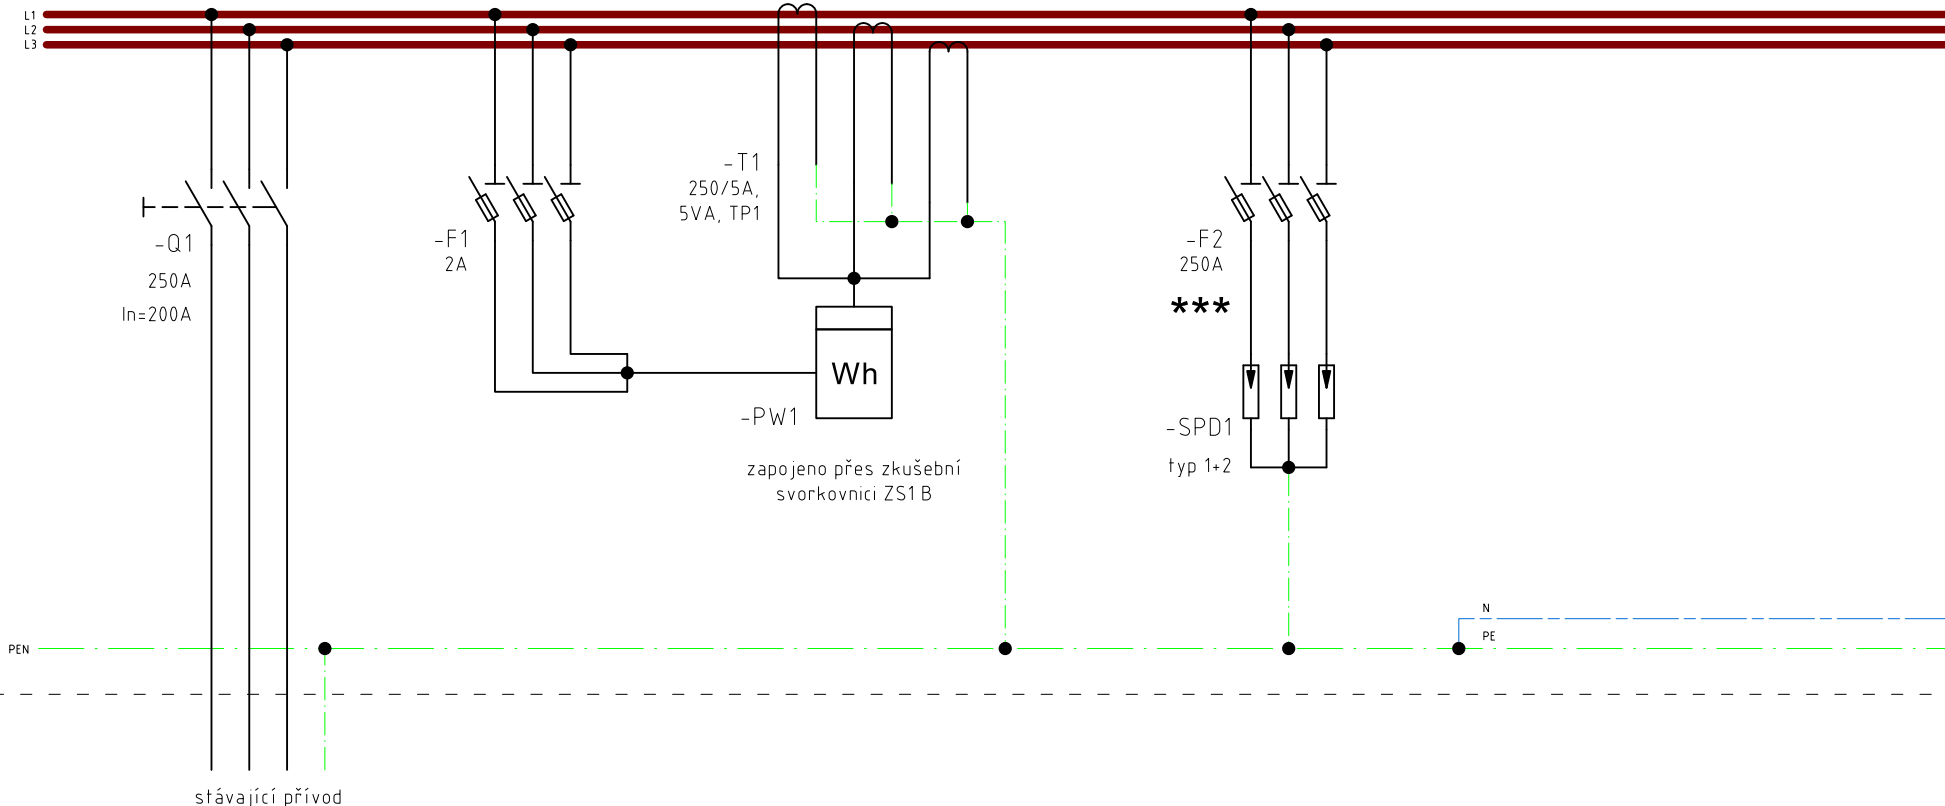 L1
L2
L3
-Q1
250A
In=200A
-F1
2A
-T1
250/5A,
5VA, TP1
Wh
-PW1
zapojeno přes zkušební
svorkovnici ZS1B
-F2
250A
***
-SPD1
typ 1+2
N
PE
PEN
stávající přívod